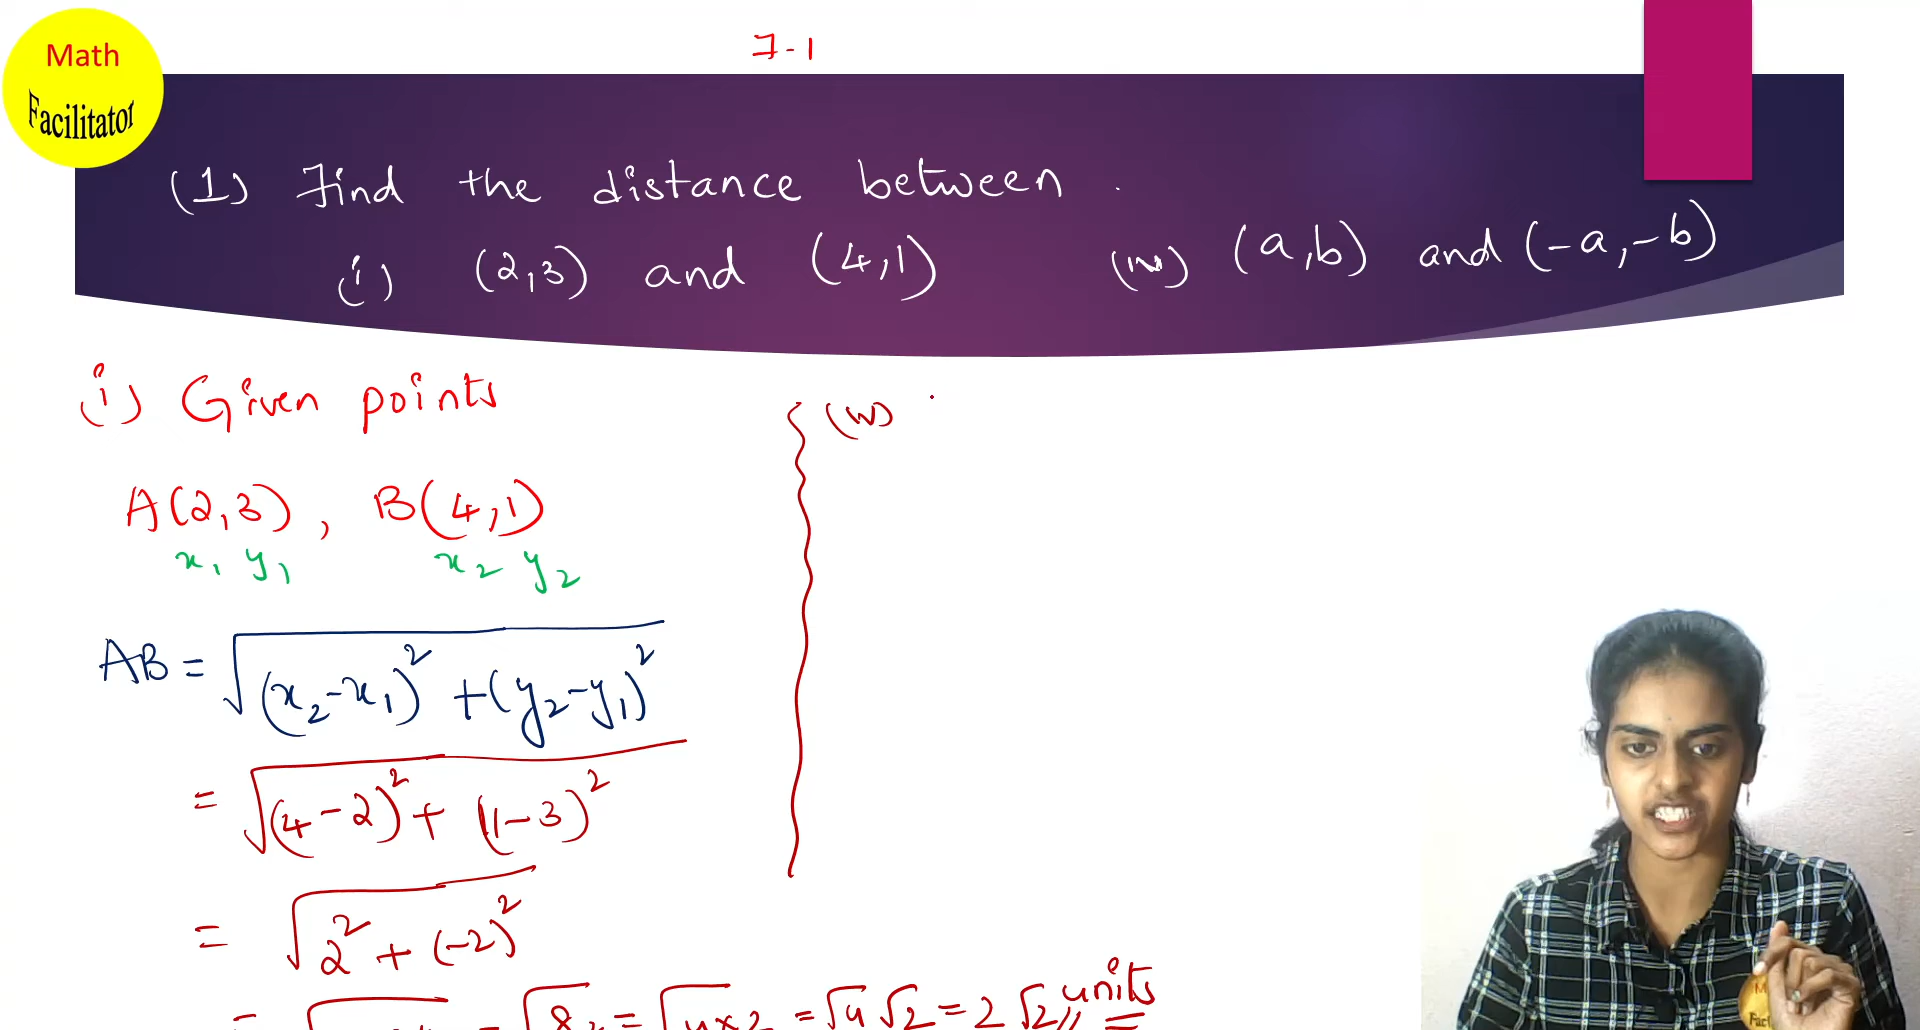 Math
Facilitator
7-1
(1) Find the distance between
(i) (2,3) and (4,1)
(iv) (a,b) and (-a,-b)
(i) Given points
A(2,3), B(4,1)
x₁ y₁ x₂ y₂
AB = √(x₂-x₁)² + (y₂-y₁)²
= √(4-2)² + (1-3)²
= √2² + (-2)²
= √8 = √4×2 = √4 √2 = 2√2 units
(iv)